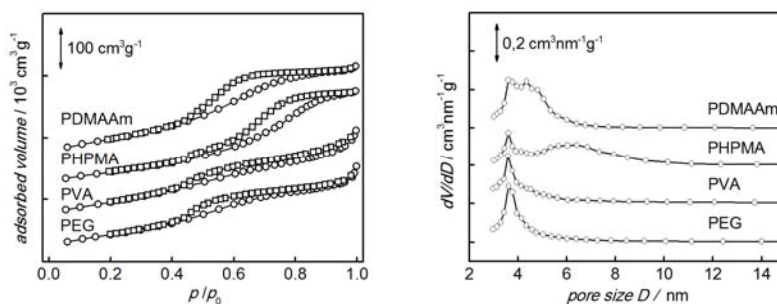 100 cm³g⁻¹
adsorbed volume / 10³ cm³g⁻¹
PDMAAm
PHPMA
PVA
PEG
0.0 0.2 0.4 0.6 0.8 1.0
p/p₀
0,2 cm³nm⁻¹g⁻¹
dV/dD / cm³nm⁻¹g⁻¹
PDMAAm
PHPMA
PVA
PEG
2 4 6 8 10 12 14
pore size D / nm